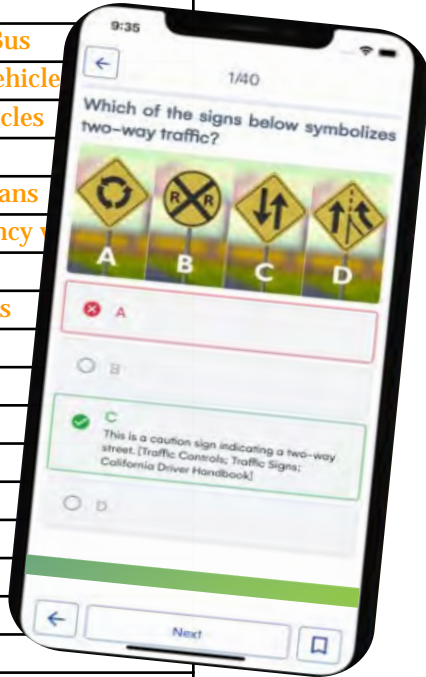 Bus
ehicle
cles
ans
ncy
s
9:35
1/40
Which of the signs below symbolizes
two-way traffic?
R R
A B C D
A
B
C
This is a caution sign indicating a two-way
street. [Traffic Controls; Traffic Signs;
California Driver Handbook]
D
Next